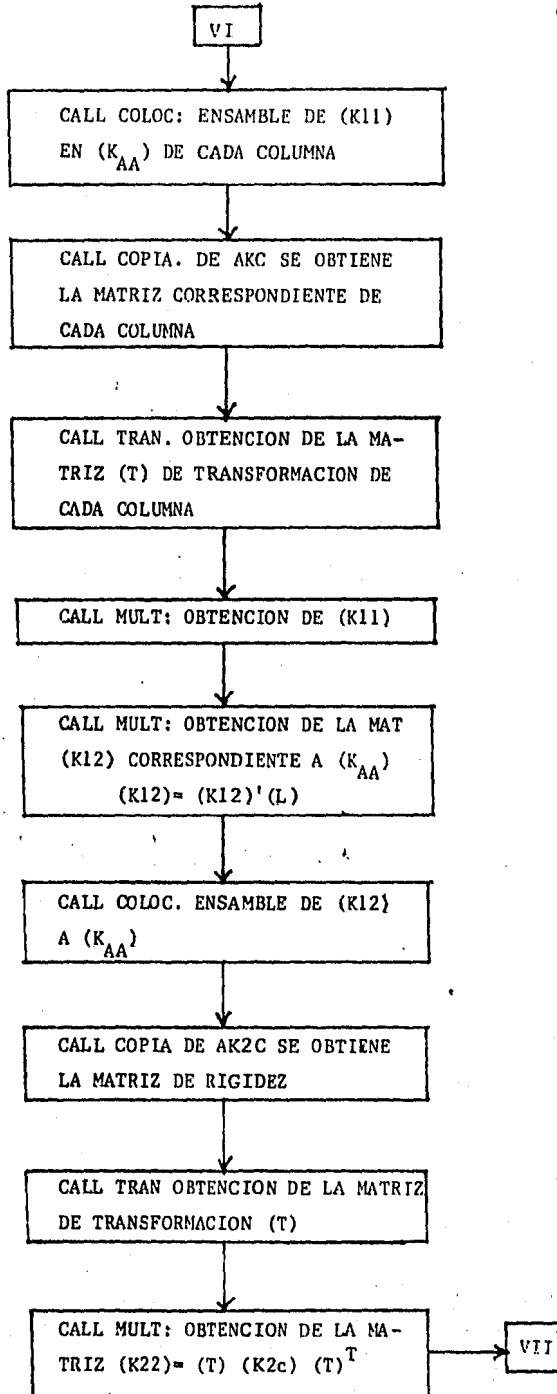 VI
CALL COLOC: ENSAMBLE DE (K11)
EN (K_AA) DE CADA COLUMNA
CALL COPIA. DE AKC SE OBTIENE
LA MATRIZ CORRESPONDIENTE DE
CADA COLUMNA
CALL TRAN. OBTENCION DE LA MA-
TRIZ (T) DE TRANSFORMACION DE
CADA COLUMNA
CALL MULT: OBTENCION DE (K11)
CALL MULT: OBTENCION DE LA MAT
(K12) CORRESPONDIENTE A (K_AA)
(K12)= (K12)'(L)
CALL COLOC. ENSAMBLE DE (K12)
A (K_AA)
CALL COPIA DE AK2C SE OBTIENE
LA MATRIZ DE RIGIDEZ
CALL TRAN OBTENCION DE LA MATRIZ
DE TRANSFORMACION (T)
CALL MULT: OBTENCION DE LA MA-
TRIZ (K22)= (T) (K2c) (T)^T
VII